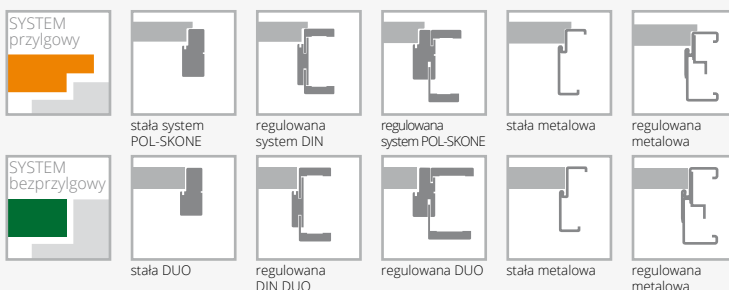 SYSTEM
przylgowy
stała system
POL-SKONE
regulowana
system DIN
regulowana
system POL-SKONE
stała metalowa
regulowana
metalowa
SYSTEM
bezprzylgowy
stała DUO
regulowana
DIN DUO
regulowana DUO
stała metalowa
regulowana
metalowa